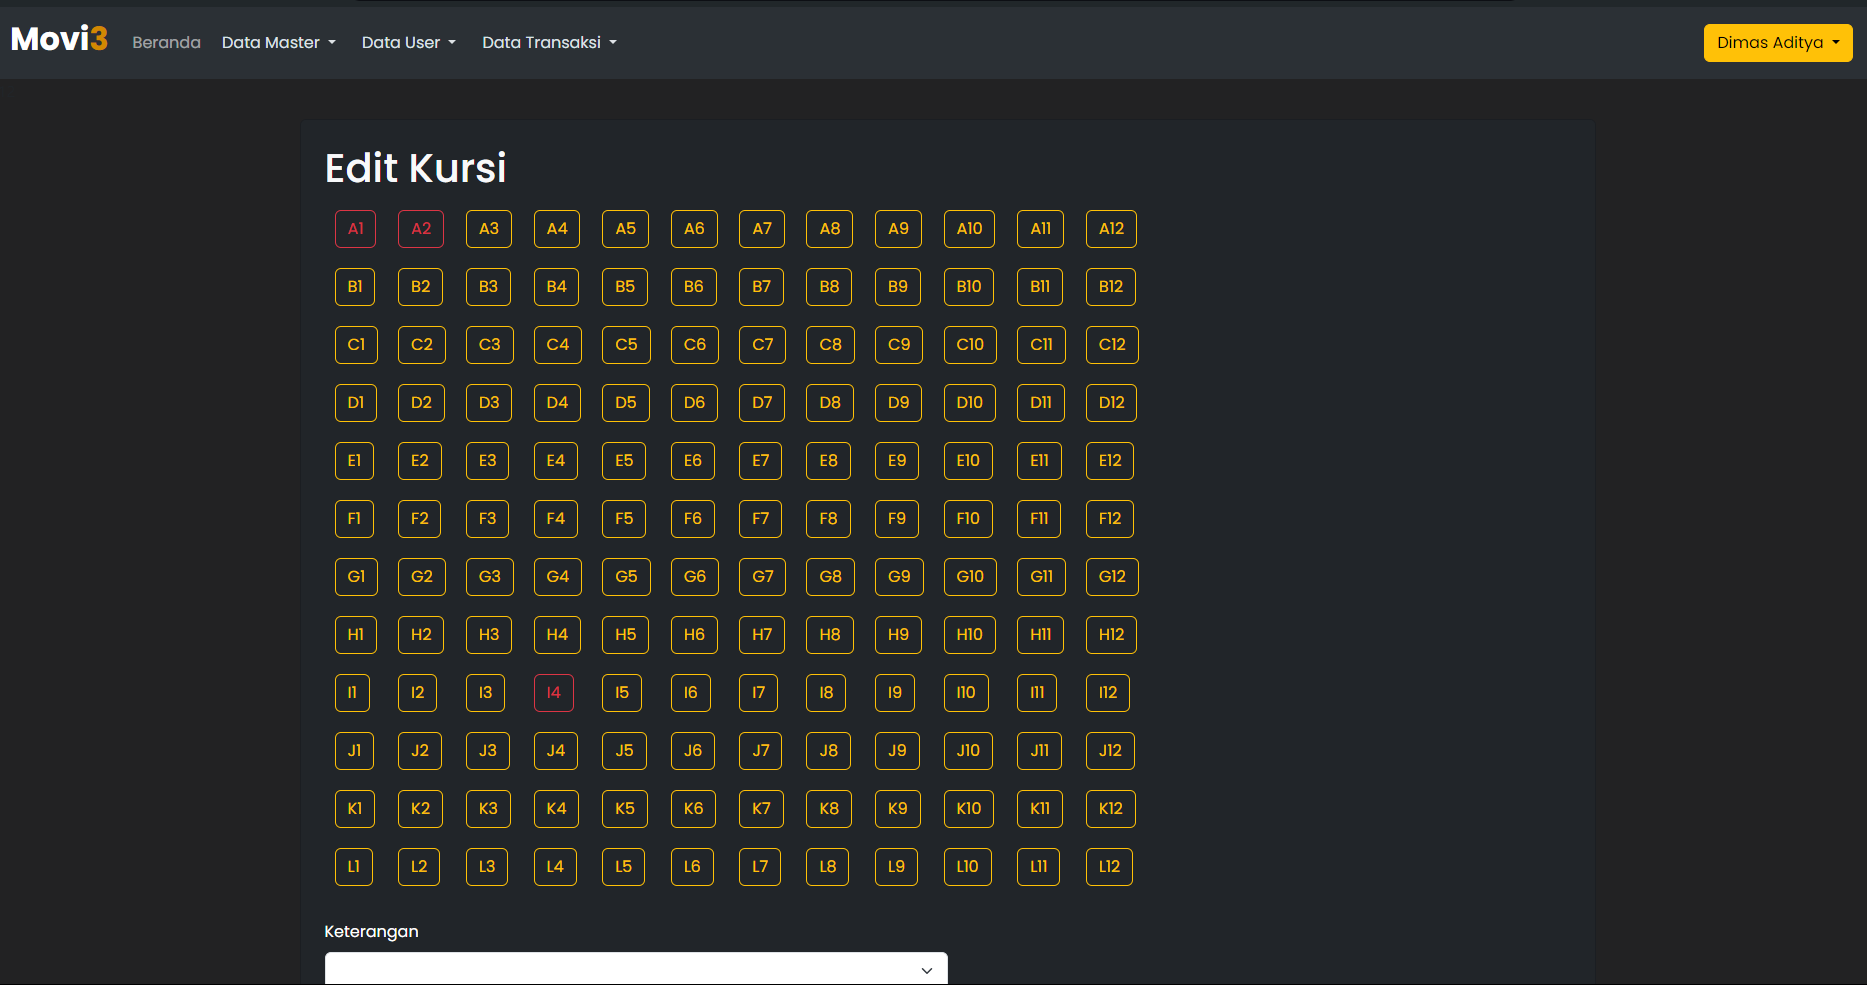 Movi3 Beranda Data Master Data User Data Transaksi Dimas Aditya
Edit Kursi
A1 A2 A3 A4 A5 A6 A7 A8 A9 A10 A11 A12
B1 B2 B3 B4 B5 B6 B7 B8 B9 B10 B11 B12
C1 C2 C3 C4 C5 C6 C7 C8 C9 C10 C11 C12
D1 D2 D3 D4 D5 D6 D7 D8 D9 D10 D11 D12
E1 E2 E3 E4 E5 E6 E7 E8 E9 E10 E11 E12
F1 F2 F3 F4 F5 F6 F7 F8 F9 F10 F11 F12
G1 G2 G3 G4 G5 G6 G7 G8 G9 G10 G11 G12
H1 H2 H3 H4 H5 H6 H7 H8 H9 H10 H11 H12
I1 I2 I3 I4 I5 I6 I7 I8 I9 I10 I11 I12
J1 J2 J3 J4 J5 J6 J7 J8 J9 J10 J11 J12
K1 K2 K3 K4 K5 K6 K7 K8 K9 K10 K11 K12
L1 L2 L3 L4 L5 L6 L7 L8 L9 L10 L11 L12
Keterangan